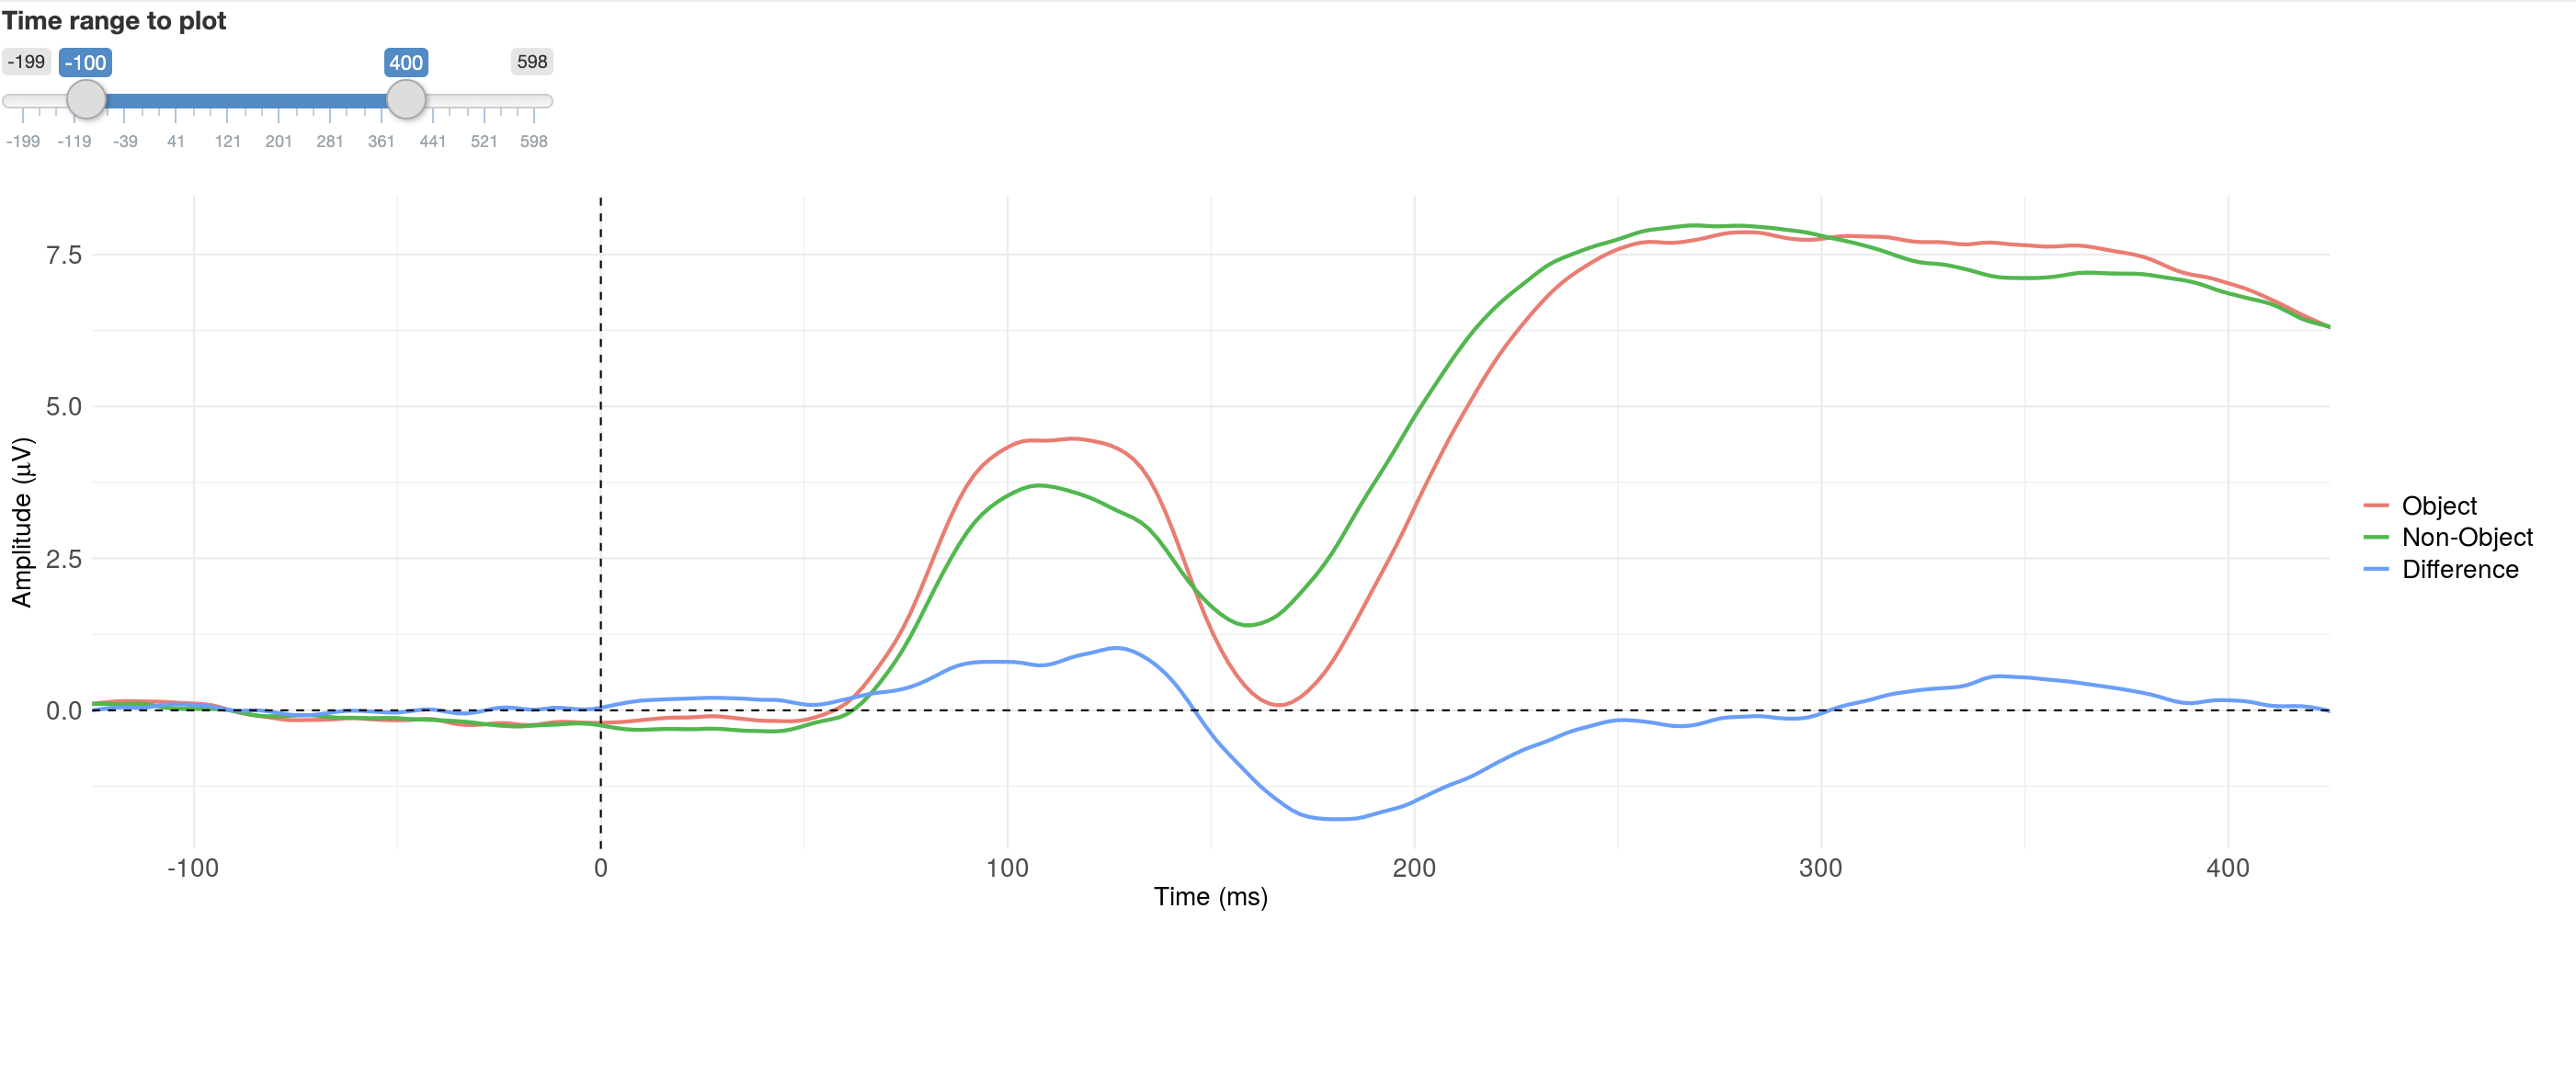 Time range to plot
-199 -100 400 598
-199 -119 -39 41 121 201 281 361 441 521 598
7.5
5.0
2.5
0.0
Amplitude (μV)
-100 0 100 200 300 400
Time (ms)
Object
Non-Object
Difference